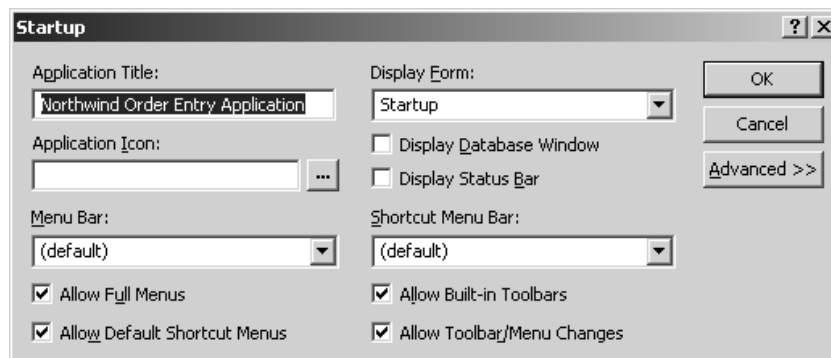 Startup
Application Title:
Northwind Order Entry Application
Application Icon:
...
Menu Bar:
(default)
Allow Full Menus
Allow Default Shortcut Menus
Display Form:
Startup
Display Database Window
Display Status Bar
Shortcut Menu Bar:
(default)
Allow Built-in Toolbars
Allow Toolbar/Menu Changes
OK
Cancel
Advanced >>